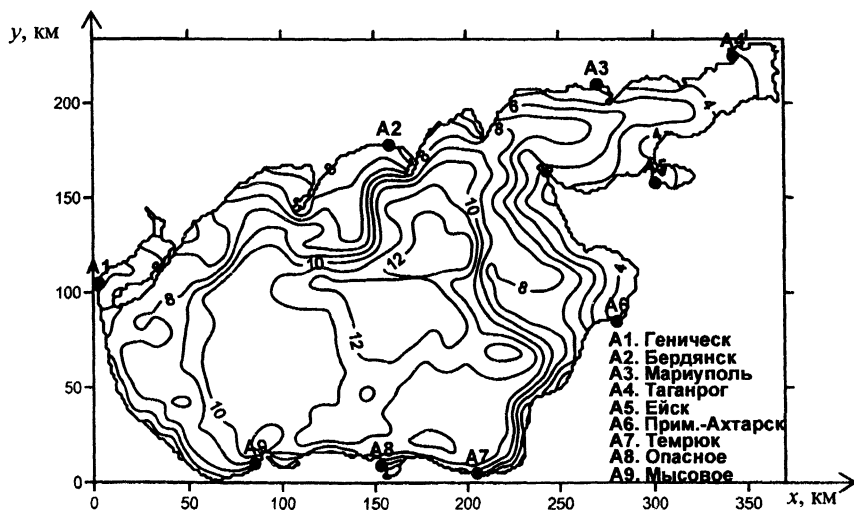 y, км
A4
A3
200
6
4
8
A2
8
4
8
A5
150
10
A1
12
10
4
100
8
8
A6
12
A1. Геническ
A2. Бердянск
A3. Мариуполь
A4. Таганрог
50
A5. Ейск
10
A6. Прим.-Ахтарск
A7. Темрюк
A9
A8
A7
A8. Опасное
A9. Мысовое
0
0 50 100 150 200 250 300 350 x, км